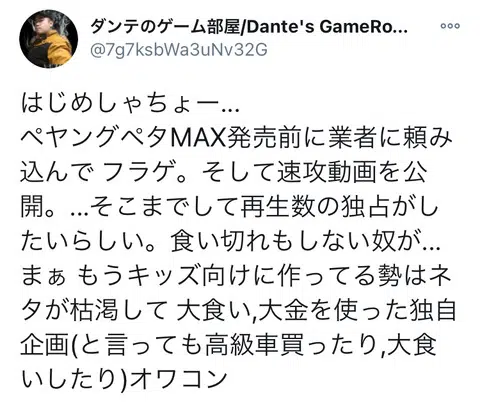 ダンテのゲーム部屋/Dante's GameRo...
@7g7ksbWa3uNv32G
はじめしゃちょー...
ペヤングペタMAX発売前に業者に頼み
込んで フラゲ。そして速攻動画を公
開。...そこまでして再生数の独占がし
たいらしい。食い切れもしない奴が...
まぁ もうキッズ向けに作ってる勢はネ
タが枯渇して 大食い,大金を使った独自
企画(と言っても高級車買ったり,大食
いしたり)オワコン